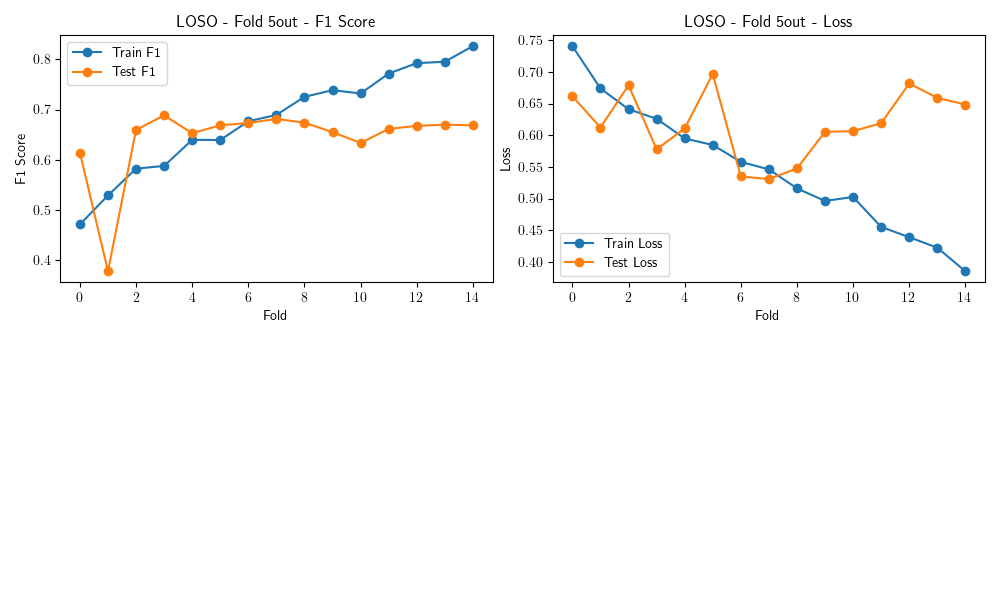 LOSO - Fold 5out - F1 Score
Train F1
Test F1
F1 Score
0.8
0.7
0.6
0.5
0.4
0 2 4 6 8 10 12 14
Fold
LOSO - Fold 5out - Loss
Loss
0.75
0.70
0.65
0.60
0.55
0.50
0.45
0.40
Train Loss
Test Loss
0 2 4 6 8 10 12 14
Fold